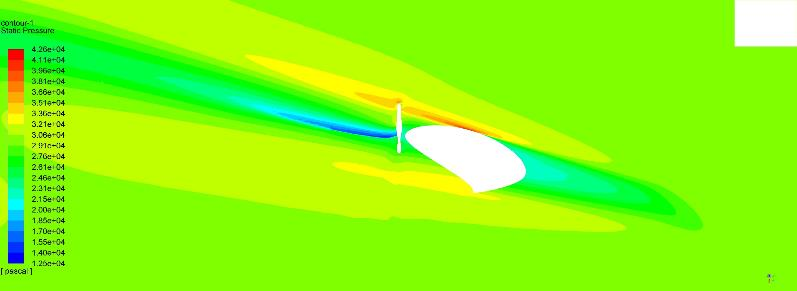 contour-1
Static Pressure
4.26e+04
4.11e+04
3.96e+04
3.81e+04
3.66e+04
3.51e+04
3.36e+04
3.21e+04
3.06e+04
2.91e+04
2.76e+04
2.61e+04
2.46e+04
2.31e+04
2.15e+04
2.00e+04
1.85e+04
1.70e+04
1.55e+04
1.40e+04
1.25e+04
[ pascal ]